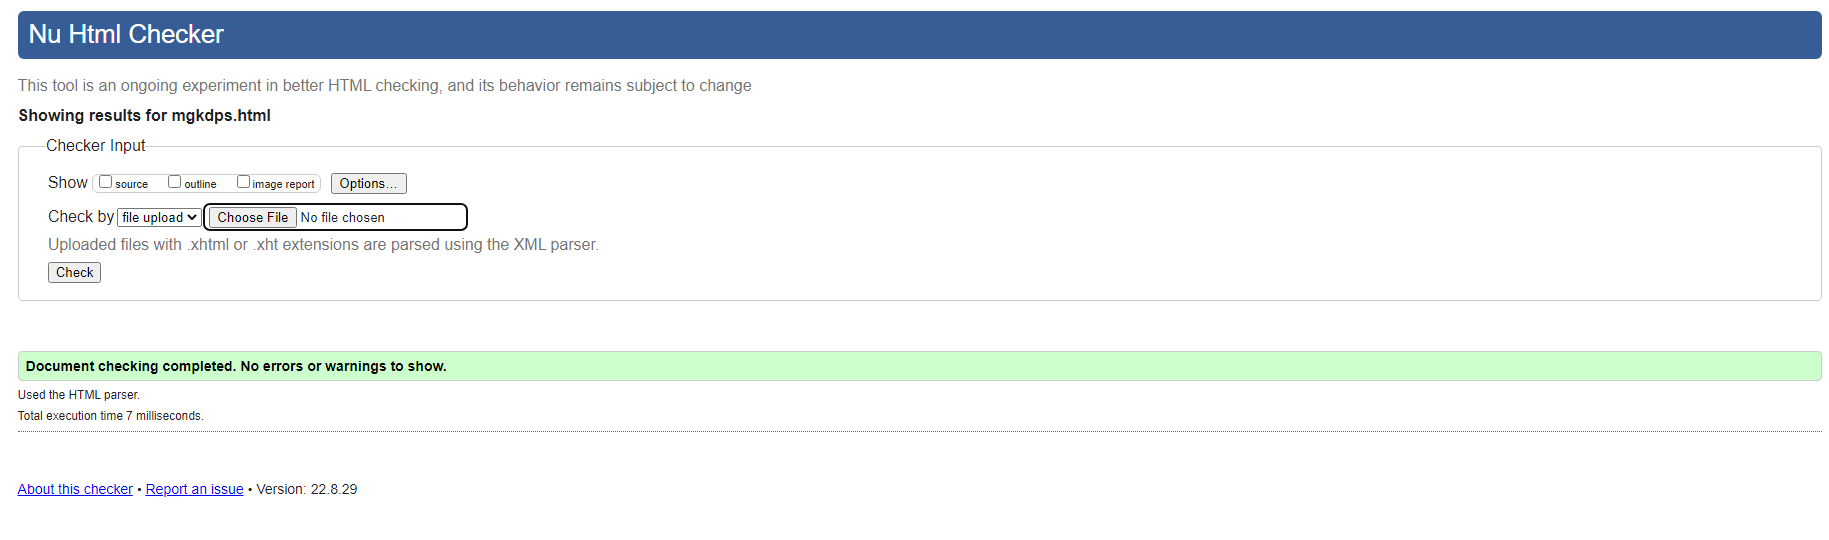 Nu Html Checker
This tool is an ongoing experiment in better HTML checking, and its behavior remains subject to change
Showing results for mgkdps.html
Checker Input
Show source outline image report Options...
Check by file upload Choose File No file chosen
Uploaded files with .xhtml or .xht extensions are parsed using the XML parser.
Check
Document checking completed. No errors or warnings to show.
Used the HTML parser.
Total execution time 7 milliseconds.
About this checker • Report an issue • Version: 22.8.29